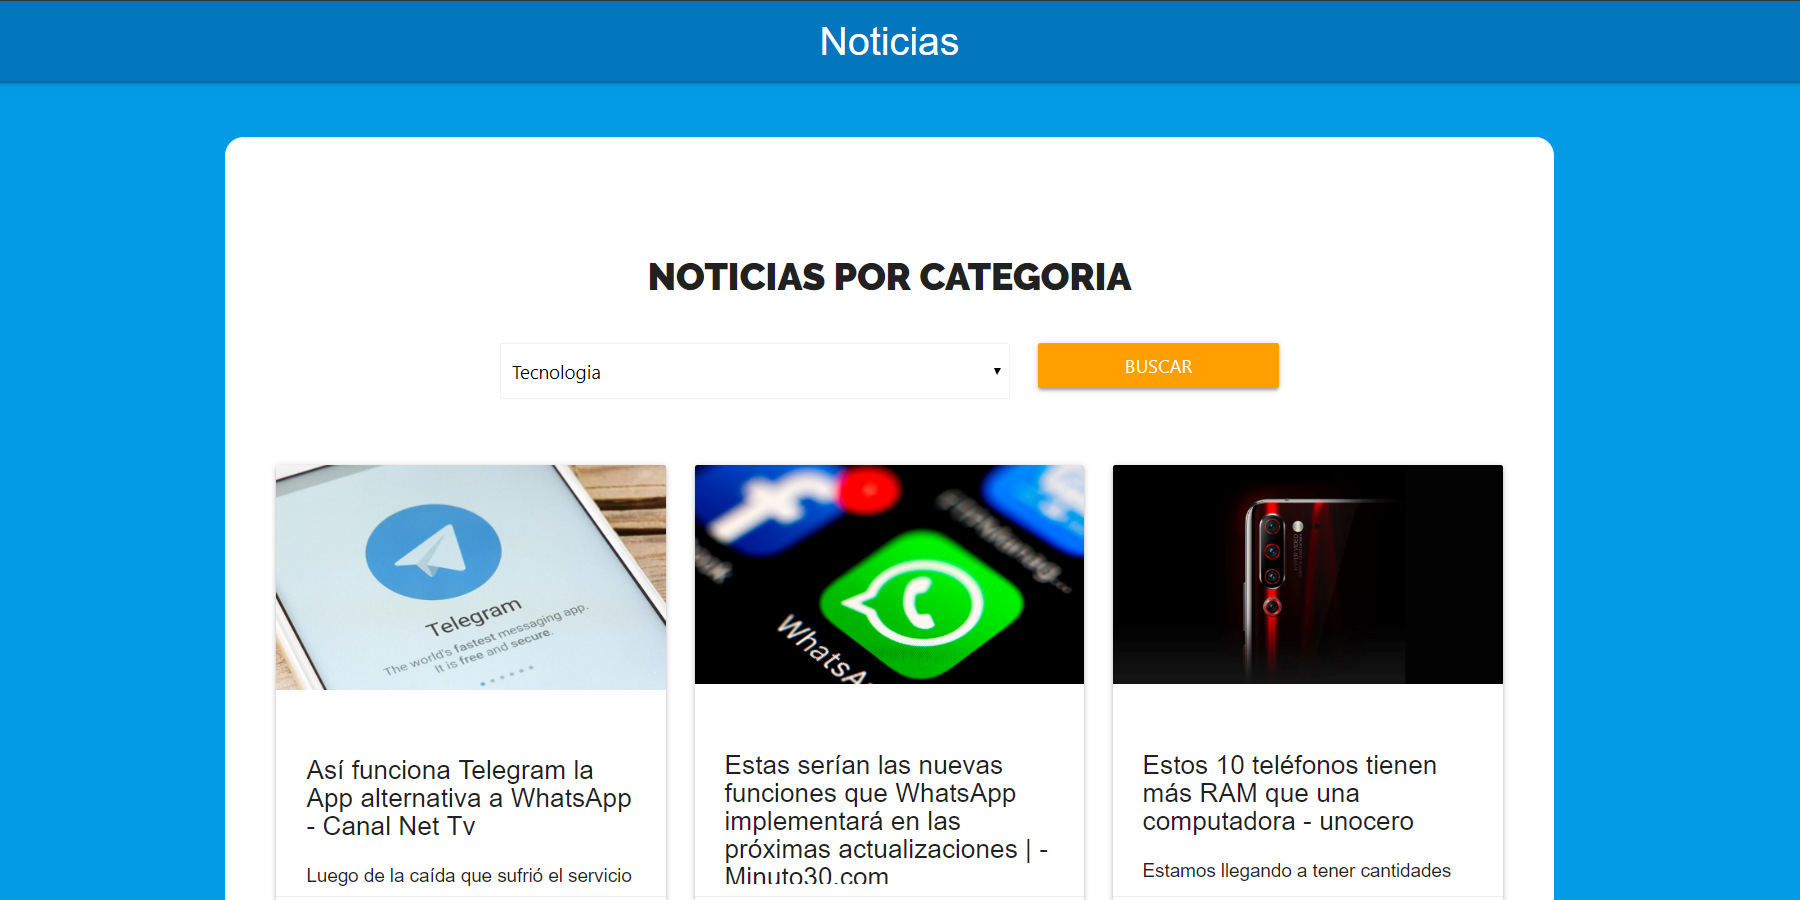 Noticias
NOTICIAS POR CATEGORIA
Tecnologia
BUSCAR
Telegram
The world's fastest messaging app.
It is free and secure.
WhatsA
Así funciona Telegram la
App alternativa a WhatsApp
- Canal Net Tv
Luego de la caída que sufrió el servicio
Estas serían las nuevas
funciones que WhatsApp
implementará en las
próximas actualizaciones | -
Minuto30.com
Estos 10 teléfonos tienen
más RAM que una
computadora - unocero
Estamos llegando a tener cantidades